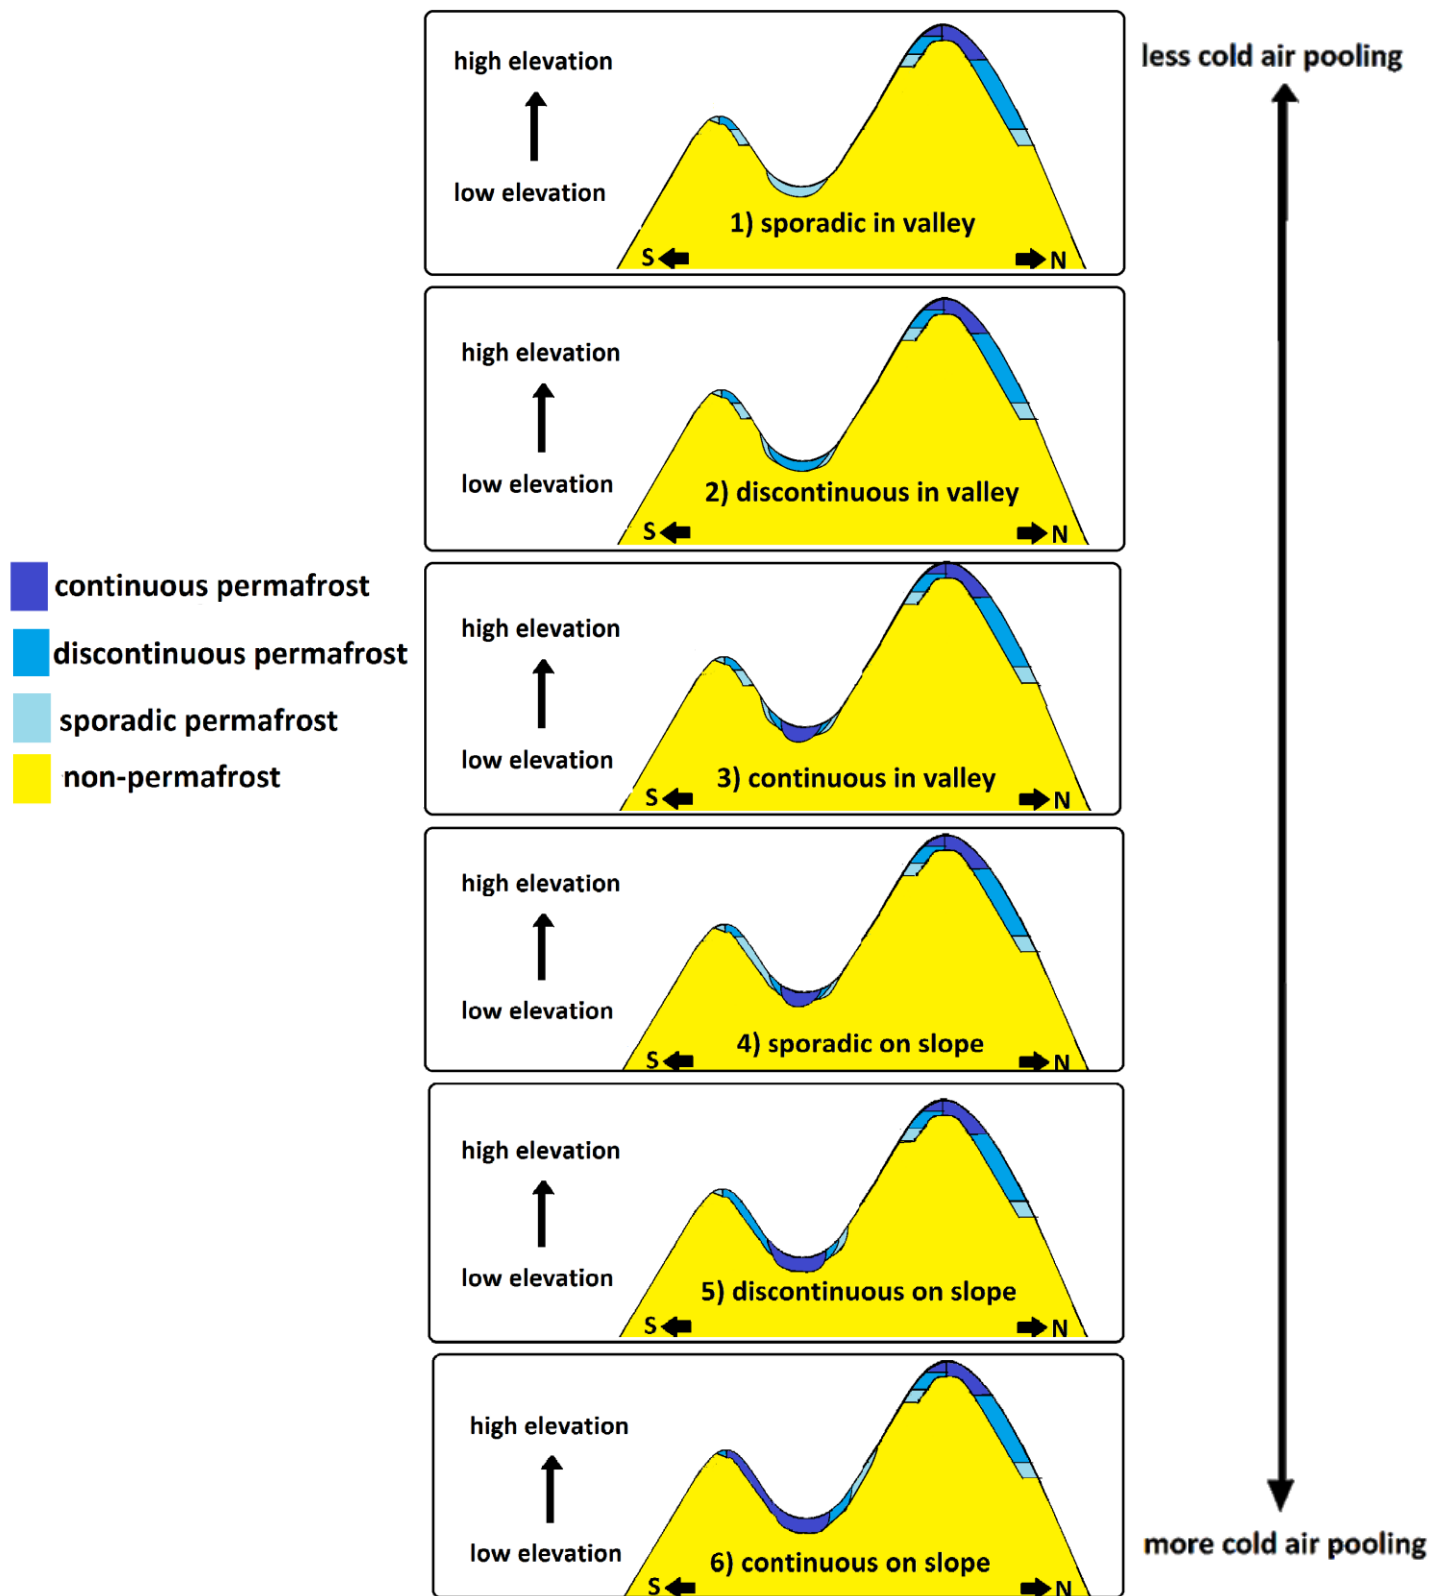 less cold air pooling
high elevation
low elevation
1) sporadic in valley
S
N
high elevation
low elevation
2) discontinuous in valley
S
N
continuous permafrost
discontinuous permafrost
sporadic permafrost
non-permafrost
high elevation
low elevation
3) continuous in valley
S
N
high elevation
low elevation
4) sporadic on slope
S
N
high elevation
low elevation
5) discontinuous on slope
S
N
high elevation
low elevation
6) continuous on slope
S
N
more cold air pooling